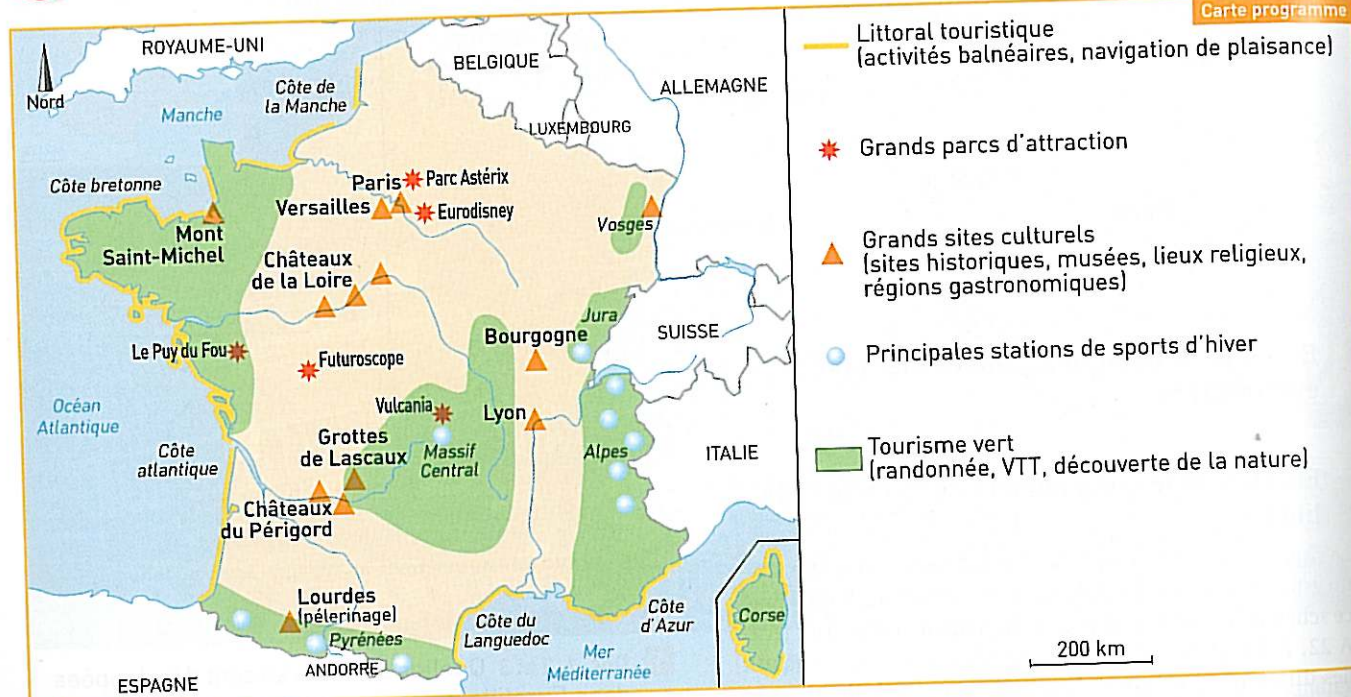 Carte programme
Nord
ROYAUME-UNI
BELGIQUE
ALLEMAGNE
LUXEMBOURG
Côte de
la Manche
Manche
Côte bretonne
Paris
Parc Astérix
Versailles
Eurodisney
Vosges
Mont
Saint-Michel
Châteaux
de la Loire
Jura
SUISSE
Bourgogne
Le Puy du Fou
Futuroscope
Océan
Atlantique
Vulcania
Lyon
Côte
atlantique
Grottes
de Lascaux
Massif
Central
Alpes
ITALIE
Châteaux
du Périgord
Lourdes
(pélerinage)
Pyrénées
Côte du
Languedoc
Côte
d'Azur
Corse
ANDORRE
Mer
Méditerranée
ESPAGNE
Littoral touristique
(activités balnéaires, navigation de plaisance)
Grands parcs d'attraction
Grands sites culturels
(sites historiques, musées, lieux religieux,
régions gastronomiques)
Principales stations de sports d'hiver
Tourisme vert
(randonnée, VTT, découverte de la nature)
200 km